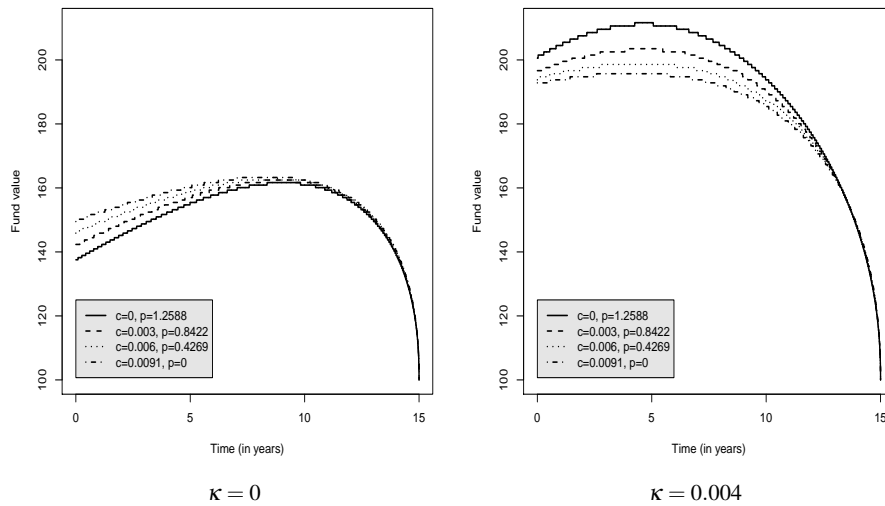 Fund value
200
180
160
140
120
100
c=0, p=1.2588
c=0.003, p=0.8422
c=0.006, p=0.4269
c=0.0091, p=0
0 5 10 15
Time (in years)
κ = 0
Fund value
200
180
160
140
120
100
c=0, p=1.2588
c=0.003, p=0.8422
c=0.006, p=0.4269
c=0.0091, p=0
0 5 10 15
Time (in years)
κ = 0.004